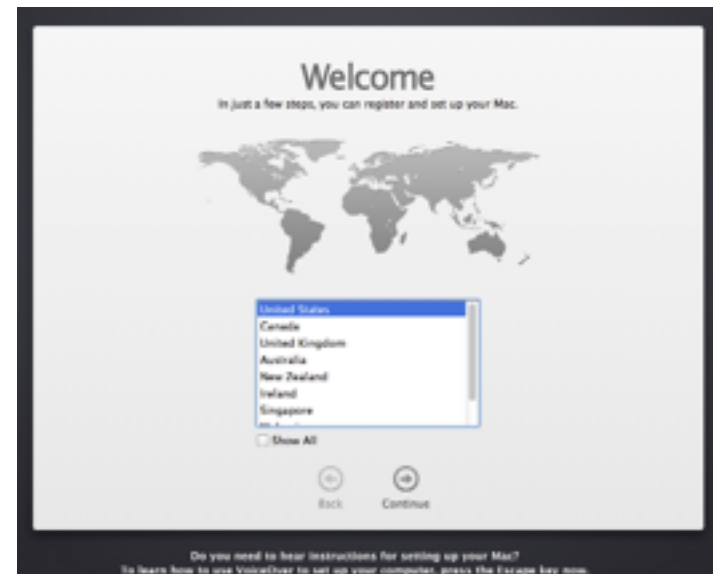 Welcome
In just a few steps, you can register and set up your Mac.
United States
Canada
United Kingdom
Australia
New Zealand
Ireland
Singapore
Show All
Back
Continue
Do you need to hear instructions for setting up your Mac?
To learn how to use VoiceOver to set up your computer, press the Escape key now.